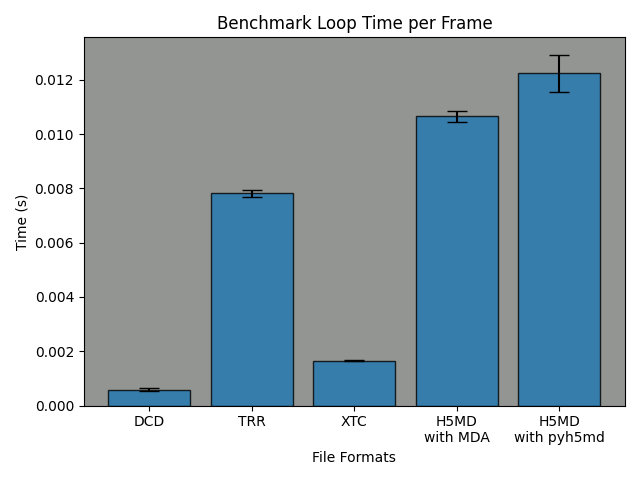 Benchmark Loop Time per Frame
Time (s)
0.012
0.010
0.008
0.006
0.004
0.002
0.000
DCD
TRR
XTC
H5MD
with MDA
H5MD
with pyh5md
File Formats